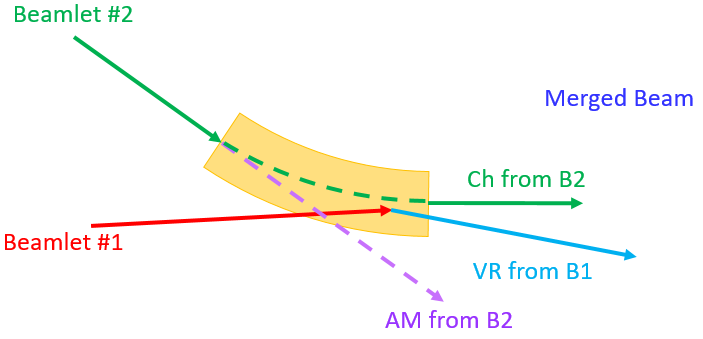 Beamlet #2
Merged Beam
Ch from B2
Beamlet #1
VR from B1
AM from B2